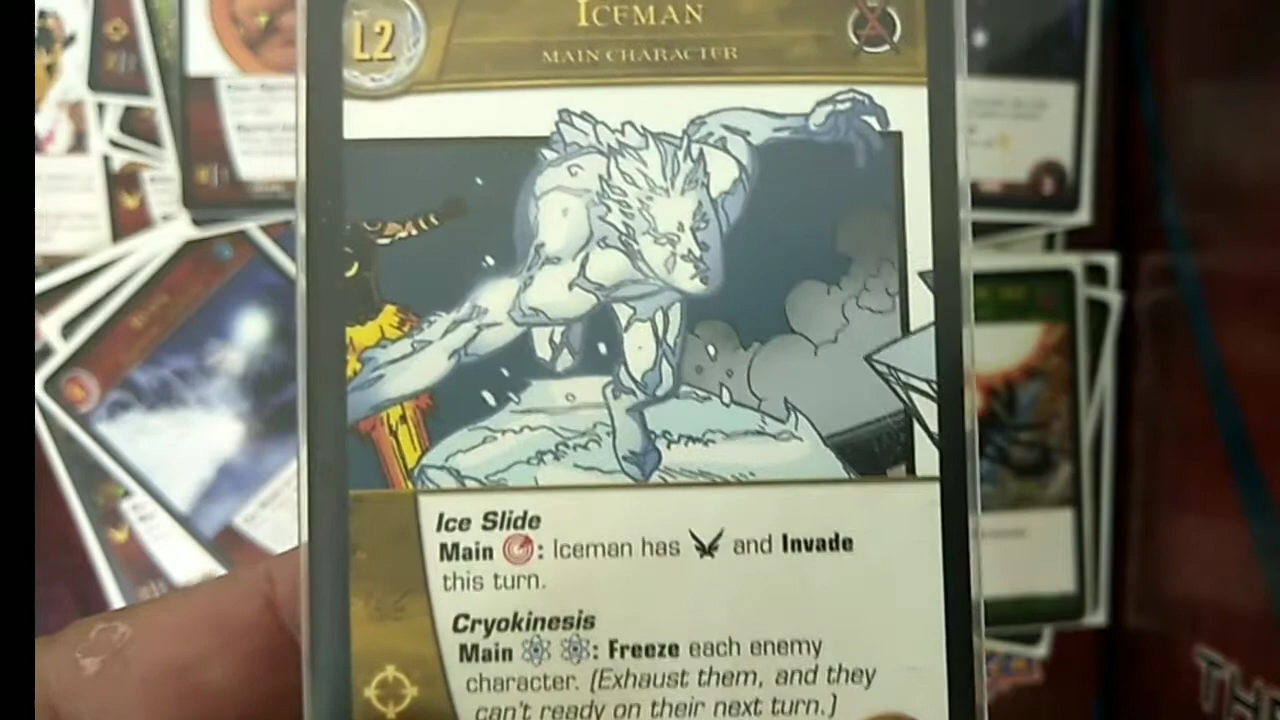 L2
ICEMAN
MAIN CHARACTER
Ice Slide
Main : Iceman has and Invade
this turn.
Cryokinesis
Main : Freeze each enemy
character. (Exhaust them, and they
can't ready on their next turn.)
TH